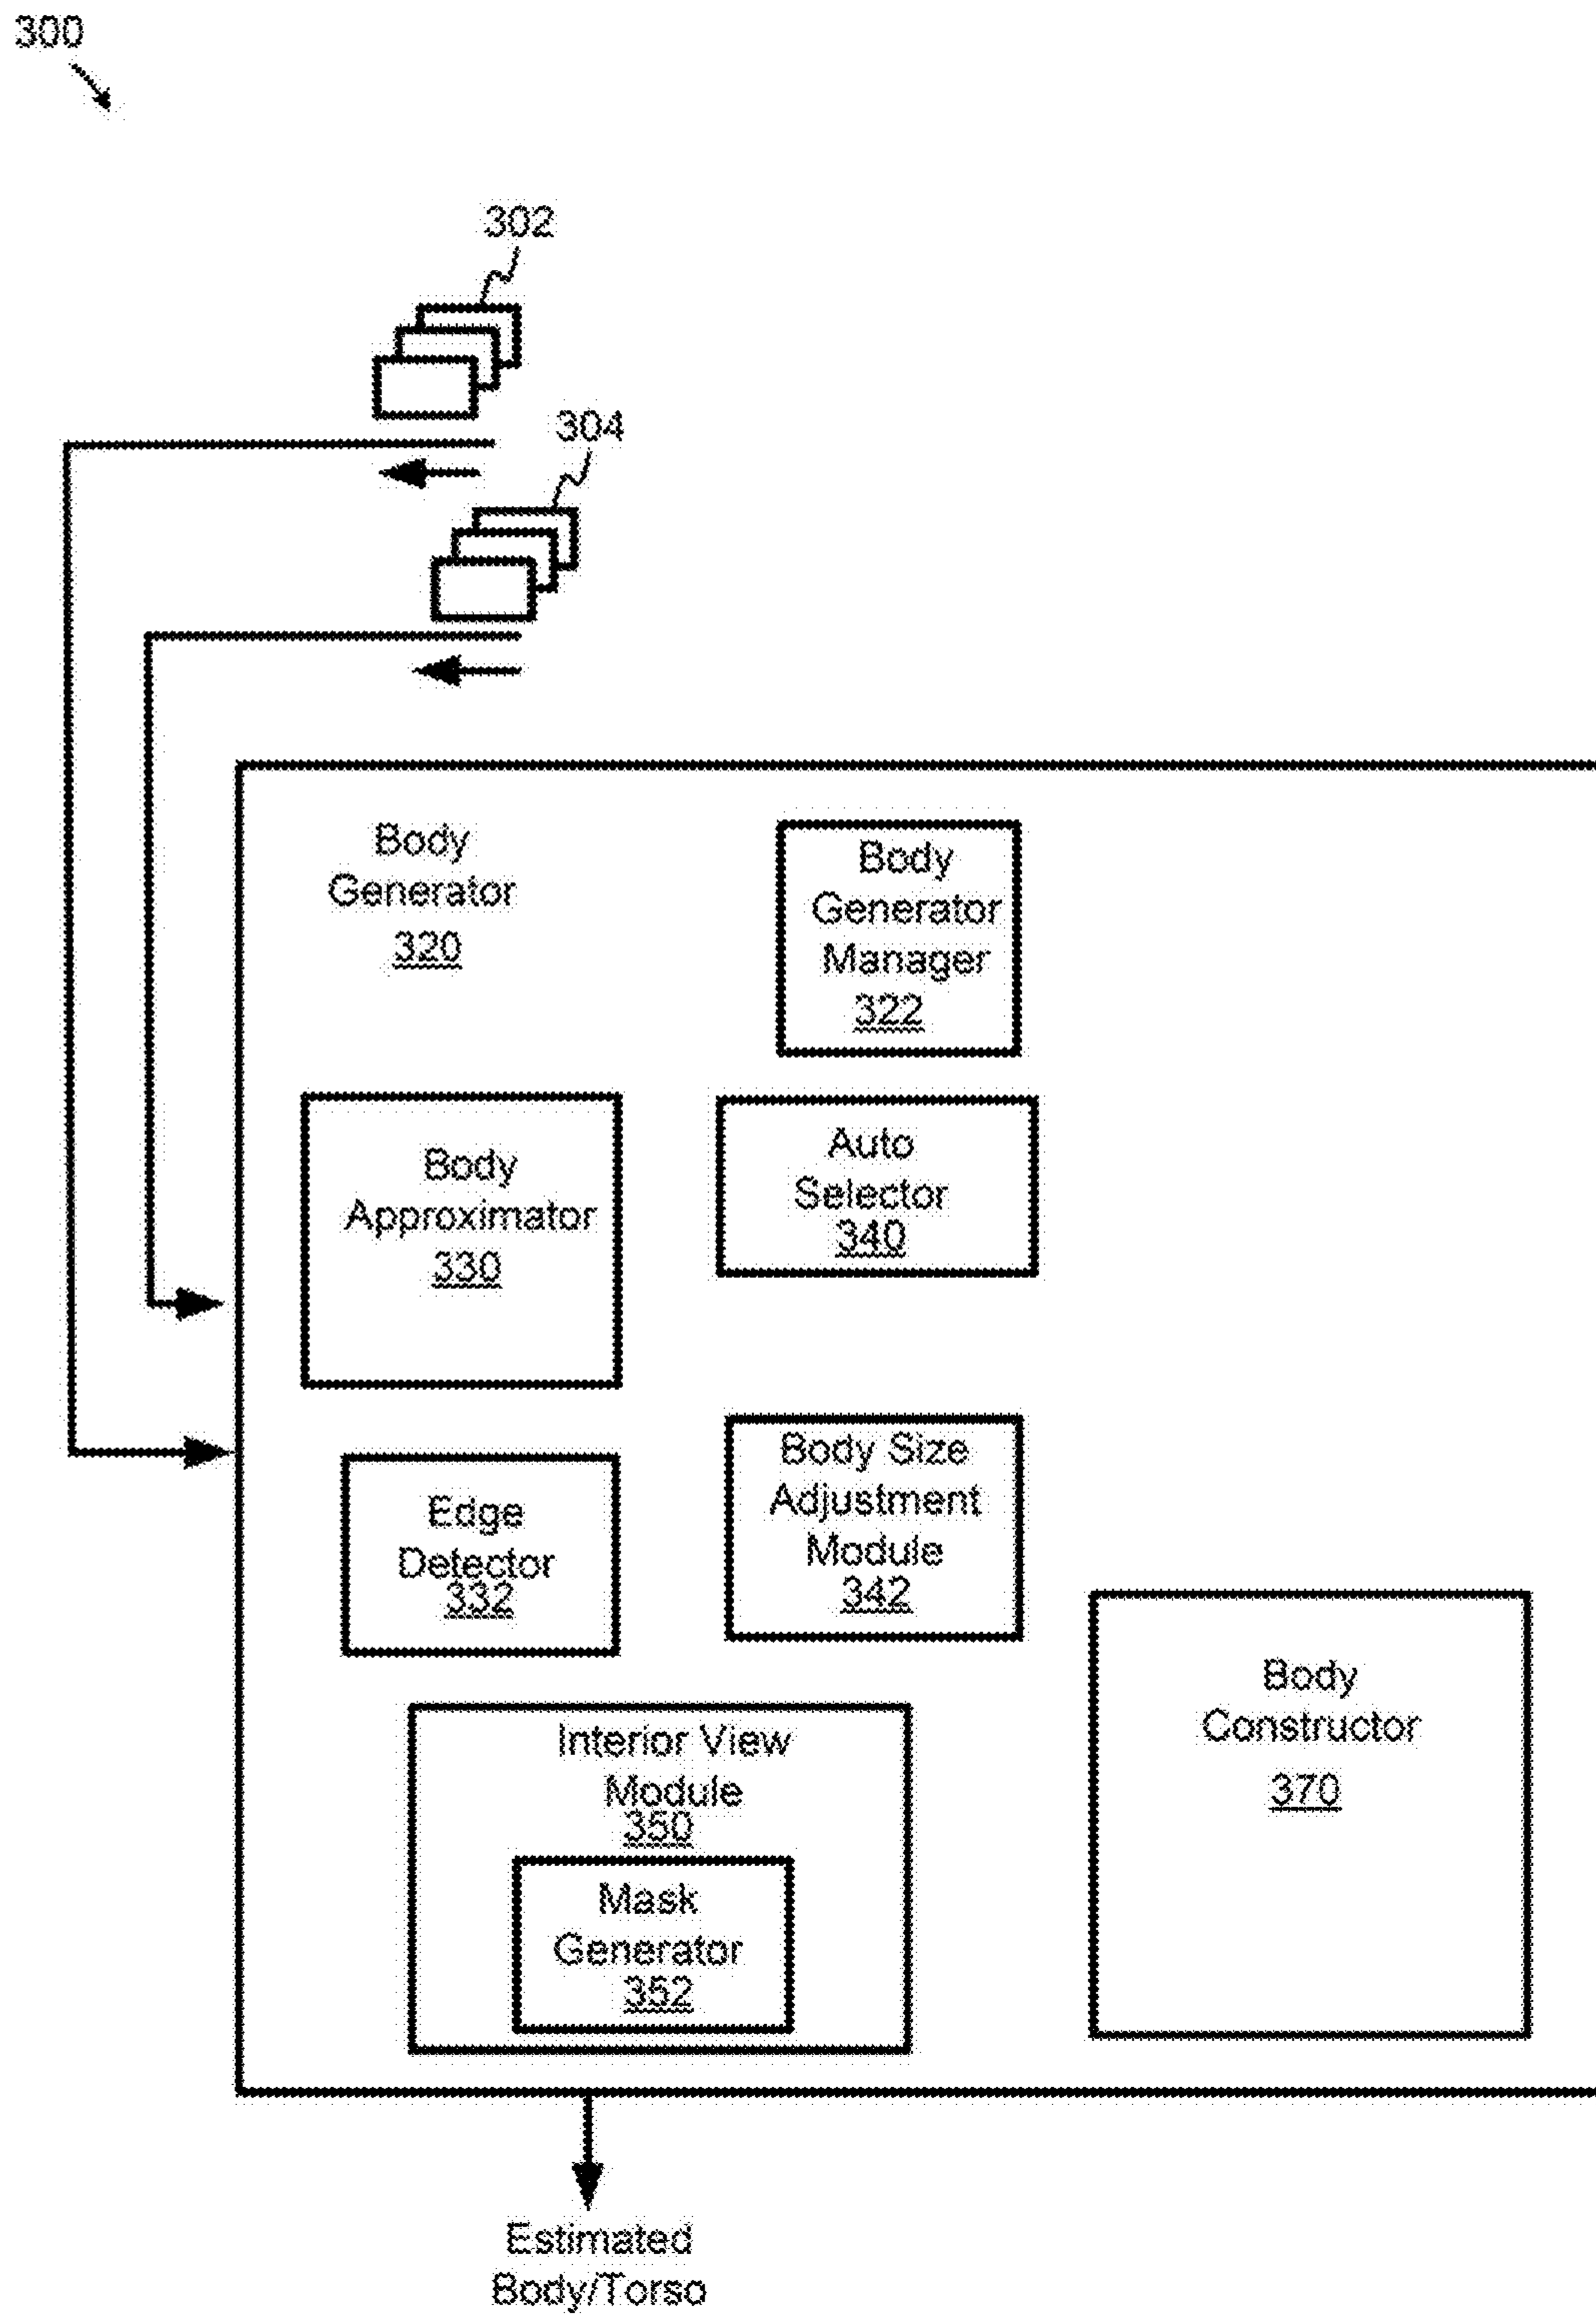 300
302
304
Body
Generator
320
Body
Generator
Manager
322
Body
Approximator
330
Auto
Selector
340
Edge
Detector
332
Body Size
Adjustment
Module
342
Interior View
Module
350
Mask
Generator
352
Body
Constructor
370
Estimated
Body/Torso